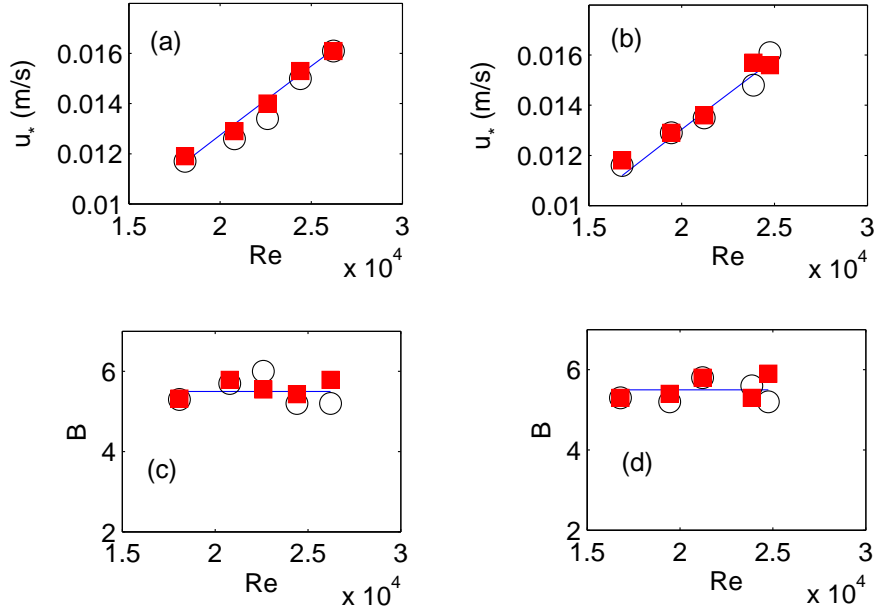 (a)
u* (m/s)
0.016
0.014
0.012
0.01
1.5 2 2.5 3
Re
x 10^4
(b)
u* (m/s)
0.016
0.014
0.012
0.01
1.5 2 2.5 3
Re
x 10^4
(c)
B
6
4
2
1.5 2 2.5 3
Re
x 10^4
(d)
B
6
4
2
1.5 2 2.5 3
Re
x 10^4